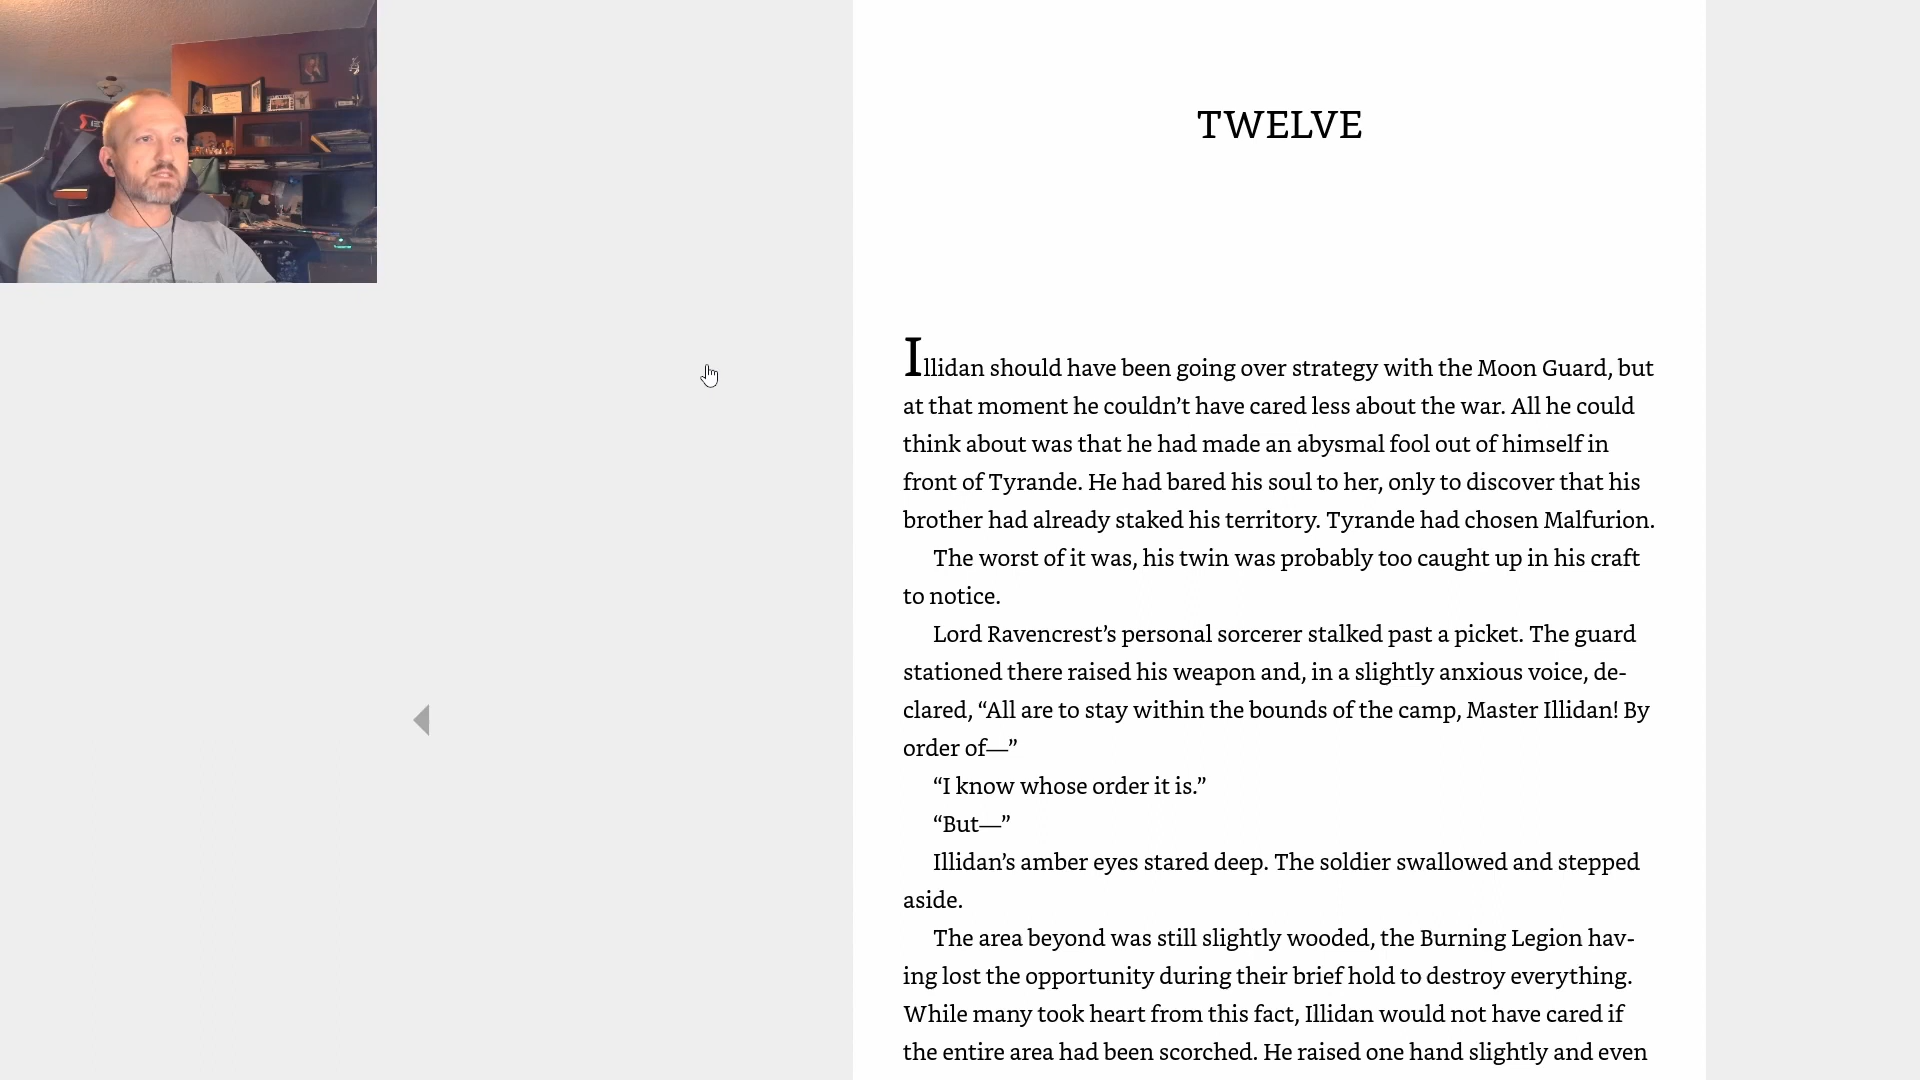 TWELVE
Illidan should have been going over strategy with the Moon Guard, but
at that moment he couldn’t have cared less about the war. All he could
think about was that he had made an abysmal fool out of himself in
front of Tyrande. He had bared his soul to her, only to discover that his
brother had already staked his territory. Tyrande had chosen Malfurion.
The worst of it was, his twin was probably too caught up in his craft
to notice.
Lord Ravencrest’s personal sorcerer stalked past a picket. The guard
stationed there raised his weapon and, in a slightly anxious voice, de-
clared, “All are to stay within the bounds of the camp, Master Illidan! By
order of—”
“I know whose order it is.”
“But—”
Illidan’s amber eyes stared deep. The soldier swallowed and stepped
aside.
The area beyond was still slightly wooded, the Burning Legion hav-
ing lost the opportunity during their brief hold to destroy everything.
While many took heart from this fact, Illidan would not have cared if
the entire area had been scorched. He raised one hand slightly and even